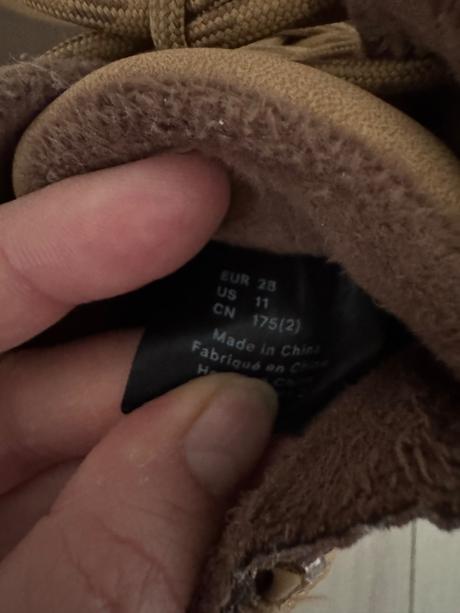 EUR 28
US 11
CN 175(2)
Made in China
Fabriqué en Chine